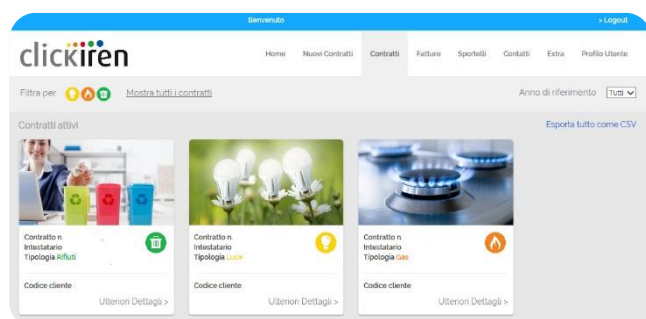 Benvenuto > Logout
clickiren Home Nuovi Contratti Contratti Fatture Sportelli Contatti Extra Profilo Utente
Filtra per Mostra tutti i contratti Anno di riferimento Tutti
Contratti attivi Esporta tutto come CSV
Contratto n.
Intestatario
Tipologia Rifiuti
Codice cliente
Ulteriori Dettagli >
Contratto n.
Intestatario
Tipologia Luce
Codice cliente
Ulteriori Dettagli >
Contratto n.
Intestatario
Tipologia Gas
Codice cliente
Ulteriori Dettagli >